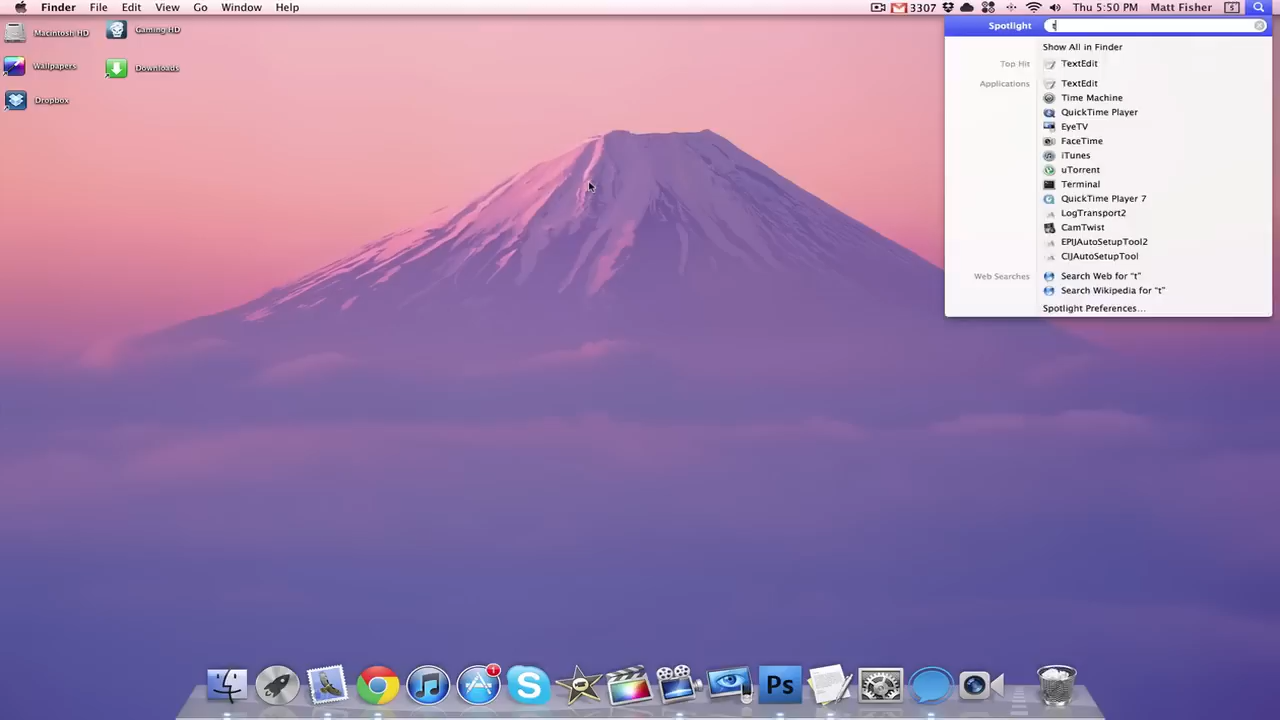 Finder File Edit View Go Window Help 3307 Thu 5:50 PM Matt Fisher
Spotlight t
Macintosh HD
Gaming HD
Wallpapers
Downloads
Dropbox
Show All in Finder
Top Hit TextEdit
Applications TextEdit
Time Machine
QuickTime Player
EyeTV
FaceTime
iTunes
uTorrent
Terminal
QuickTime Player 7
LogTransport2
CamTwist
EPIJAutoSetupTool2
CIJAutoSetupTool
Web Searches Search Web for “t”
Search Wikipedia for “t”
Spotlight Preferences...
1
Ps